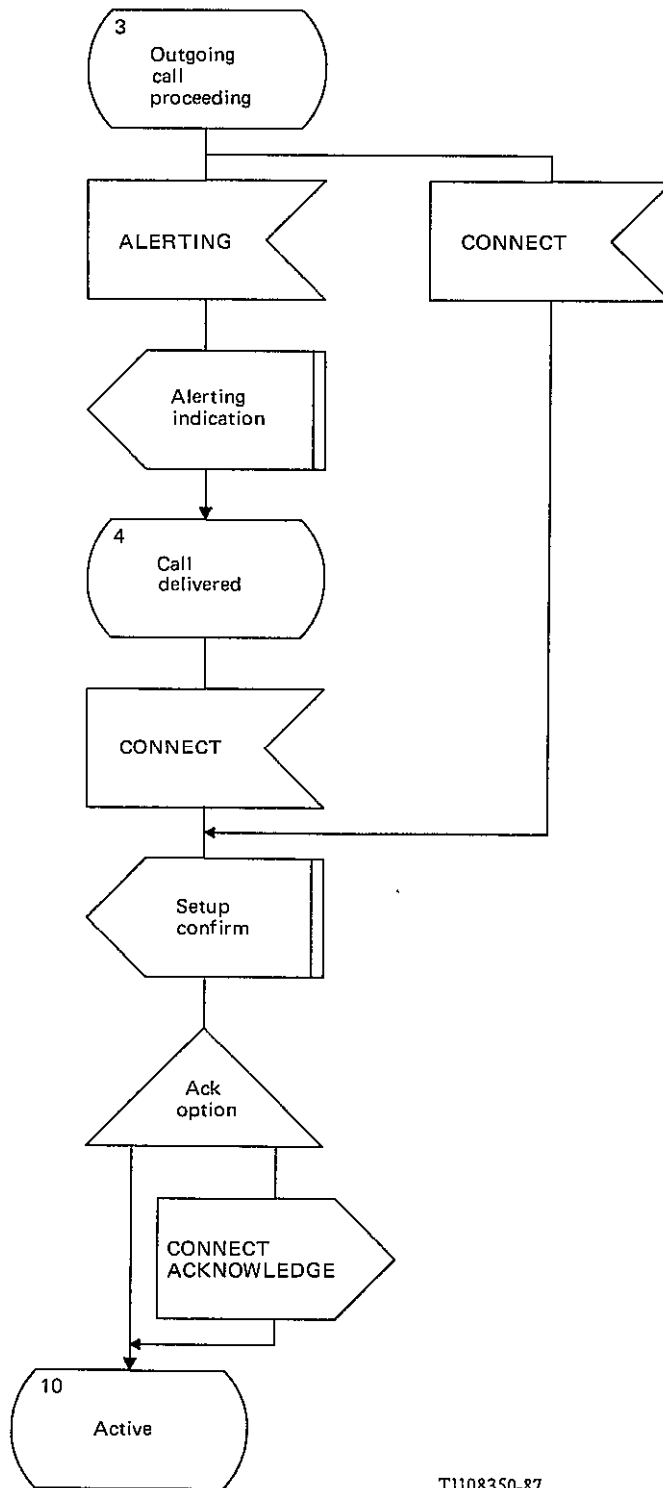 3
Outgoing
call
proceeding
ALERTING
CONNECT
Alerting
indication
4
Call
delivered
CONNECT
Setup
confirm
Ack
option
CONNECT
ACKNOWLEDGE
10
Active
T1108350-87